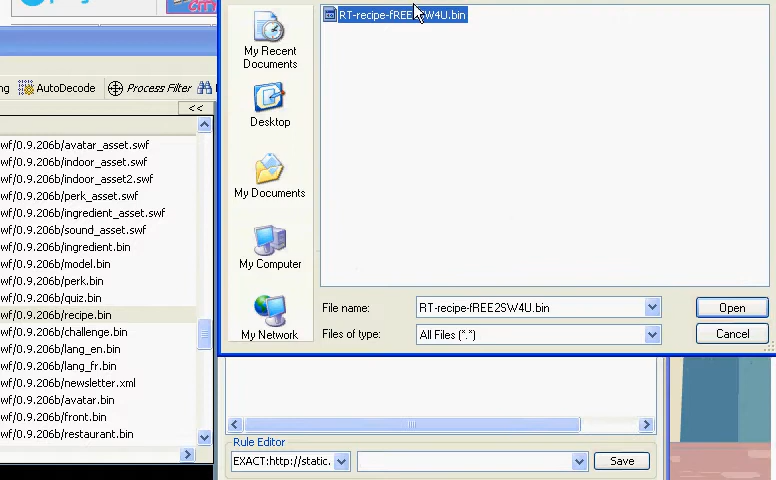 CITY
RT-recipe-fREE2SW4U.bin
My Recent
Documents
ng AutoDecode Process Filter
<<
Desktop
wf/0.9.206b/avatar_asset.swf
wf/0.9.206b/indoor_asset.swf
wf/0.9.206b/indoor_asset2.swf
wf/0.9.206b/perk_asset.swf
wf/0.9.206b/ingredient_asset.swf
wf/0.9.206b/sound_asset.swf
wf/0.9.206b/ingredient.bin
wf/0.9.206b/model.bin
wf/0.9.206b/perk.bin
wf/0.9.206b/quiz.bin
wf/0.9.206b/recipe.bin
wf/0.9.206b/challenge.bin
wf/0.9.206b/lang_en.bin
wf/0.9.206b/lang_fr.bin
wf/0.9.206b/newsletter.xml
wf/0.9.206b/avatar.bin
wf/0.9.206b/front.bin
wf/0.9.206b/restaurant.bin
My Documents
My Computer
My Network
File name: RT-recipe-fREE2SW4U.bin Open
Files of type: All Files (*.*) Cancel
Rule Editor
EXACT:http://static. Save